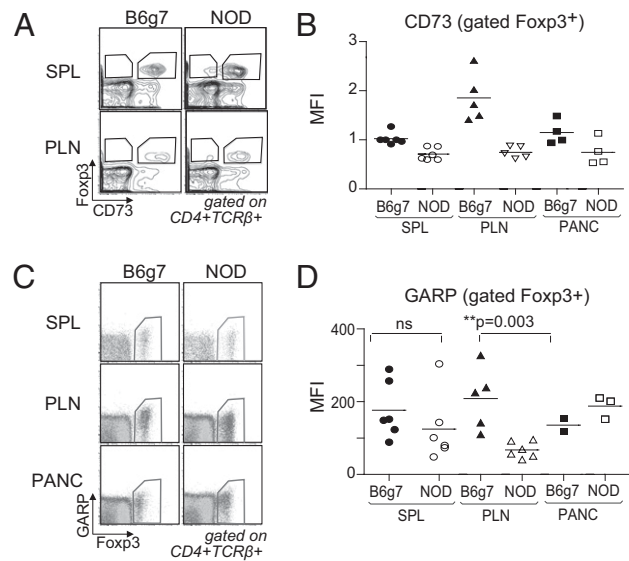 A
B6g7 NOD
SPL
PLN
Foxp3
CD73
gated on
CD4+TCRβ+
B
CD73 (gated Foxp3+)
MFI
3
2
1
0
B6g7 NOD B6g7 NOD B6g7 NOD
SPL PLN PANC
C
B6g7 NOD
SPL
PLN
PANC
GARP
Foxp3
gated on
CD4+TCRβ+
D
GARP (gated Foxp3+)
ns **p=0.003
MFI
400
200
0
B6g7 NOD B6g7 NOD B6g7 NOD
SPL PLN PANC